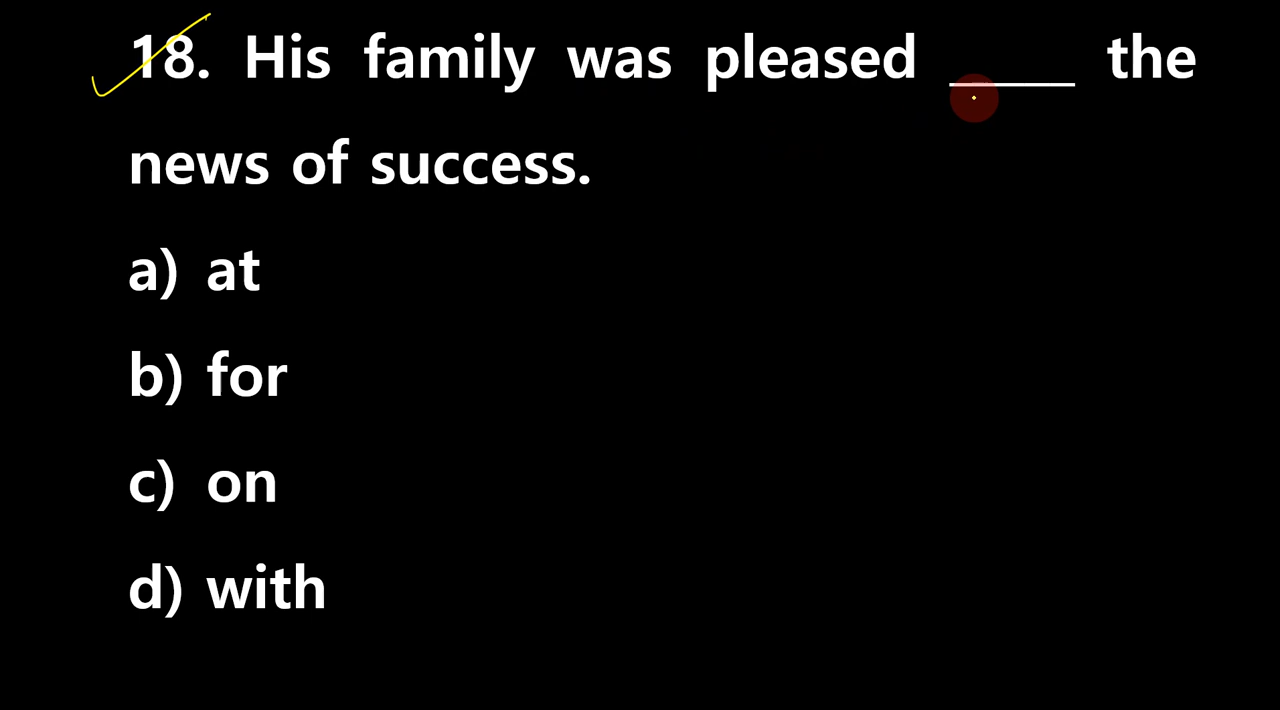 18. His family was pleased _____ the
news of success.
a) at
b) for
c) on
d) with